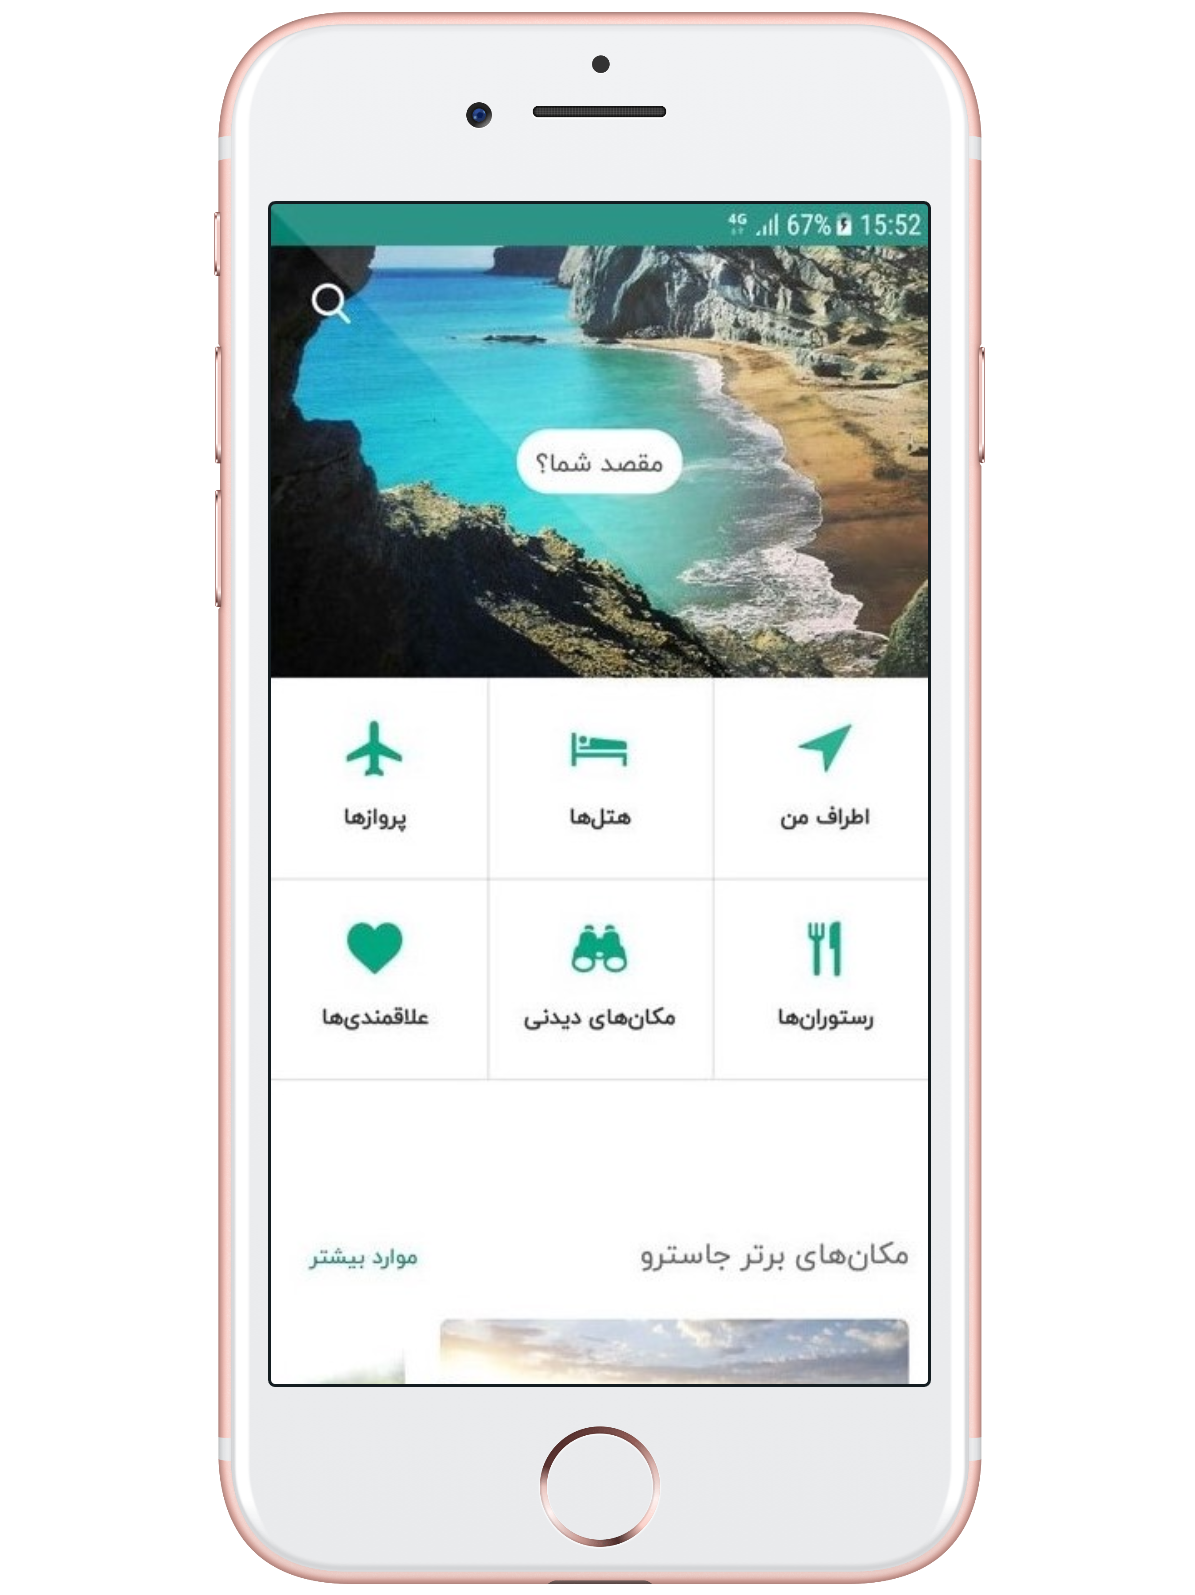 4G 67% 15:52
مقصد شما؟
اطراف من
هتل‌ها
پروازها
رستوران‌ها
مکان‌های دیدنی
علاقمندی‌ها
مکان‌های برتر جاسترو
موارد بیشتر